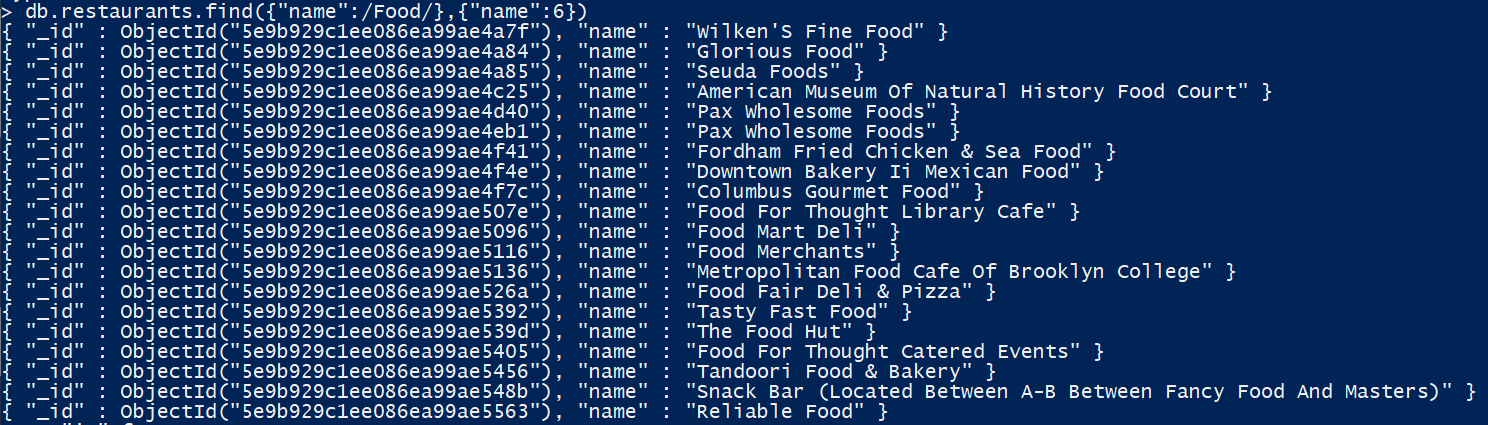 > db.restaurants.find({"name":/Food/},{"name":6})
{ "_id" : ObjectId("5e9b929c1ee086ea99ae4a7f"), "name" : "Wilken'S Fine Food" }
{ "_id" : ObjectId("5e9b929c1ee086ea99ae4a84"), "name" : "Glorious Food" }
{ "_id" : ObjectId("5e9b929c1ee086ea99ae4a85"), "name" : "Seuda Foods" }
{ "_id" : ObjectId("5e9b929c1ee086ea99ae4c25"), "name" : "American Museum Of Natural History Food Court" }
{ "_id" : ObjectId("5e9b929c1ee086ea99ae4d40"), "name" : "Pax Wholesome Foods" }
{ "_id" : ObjectId("5e9b929c1ee086ea99ae4eb1"), "name" : "Pax Wholesome Foods" }
{ "_id" : ObjectId("5e9b929c1ee086ea99ae4f41"), "name" : "Fordham Fried Chicken & Sea Food" }
{ "_id" : ObjectId("5e9b929c1ee086ea99ae4f4e"), "name" : "Downtown Bakery Ii Mexican Food" }
{ "_id" : ObjectId("5e9b929c1ee086ea99ae4f7c"), "name" : "Columbus Gourmet Food" }
{ "_id" : ObjectId("5e9b929c1ee086ea99ae507e"), "name" : "Food For Thought Library Cafe" }
{ "_id" : ObjectId("5e9b929c1ee086ea99ae5096"), "name" : "Food Mart Deli" }
{ "_id" : ObjectId("5e9b929c1ee086ea99ae5116"), "name" : "Food Merchants" }
{ "_id" : ObjectId("5e9b929c1ee086ea99ae5136"), "name" : "Metropolitan Food Cafe Of Brooklyn College" }
{ "_id" : ObjectId("5e9b929c1ee086ea99ae526a"), "name" : "Food Fair Deli & Pizza" }
{ "_id" : ObjectId("5e9b929c1ee086ea99ae5392"), "name" : "Tasty Fast Food" }
{ "_id" : ObjectId("5e9b929c1ee086ea99ae539d"), "name" : "The Food Hut" }
{ "_id" : ObjectId("5e9b929c1ee086ea99ae5405"), "name" : "Food For Thought Catered Events" }
{ "_id" : ObjectId("5e9b929c1ee086ea99ae5456"), "name" : "Tandoori Food & Bakery" }
{ "_id" : ObjectId("5e9b929c1ee086ea99ae548b"), "name" : "Snack Bar (Located Between A-B Between Fancy Food And Masters)" }
{ "_id" : ObjectId("5e9b929c1ee086ea99ae5563"), "name" : "Reliable Food" }